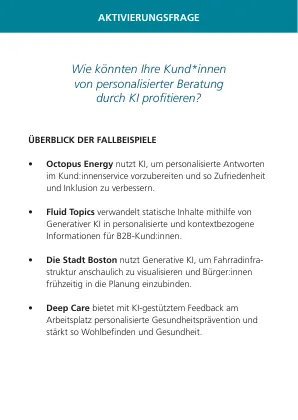 AKTIVIERUNGSFRAGE
Wie könnten Ihre Kund*innen
von personalisierter Beratung
durch KI profitieren?
ÜBERBLICK DER FALLBEISPIELE
• Octopus Energy nutzt KI, um personalisierte Antworten
im Kund:innenservice vorzubereiten und so Zufriedenheit
und Inklusion zu verbessern.
• Fluid Topics verwandelt statische Inhalte mithilfe von
Generativer KI in personalisierte und kontextbezogene
Informationen für B2B-Kund:innen.
• Die Stadt Boston nutzt Generative KI, um Fahrradinfra-
struktur anschaulich zu visualisieren und Bürger:innen
frühzeitig in die Planung einzubinden.
• Deep Care bietet mit KI-gestütztem Feedback am
Arbeitsplatz personalisierte Gesundheitsprävention und
stärkt so Wohlbefinden und Gesundheit.